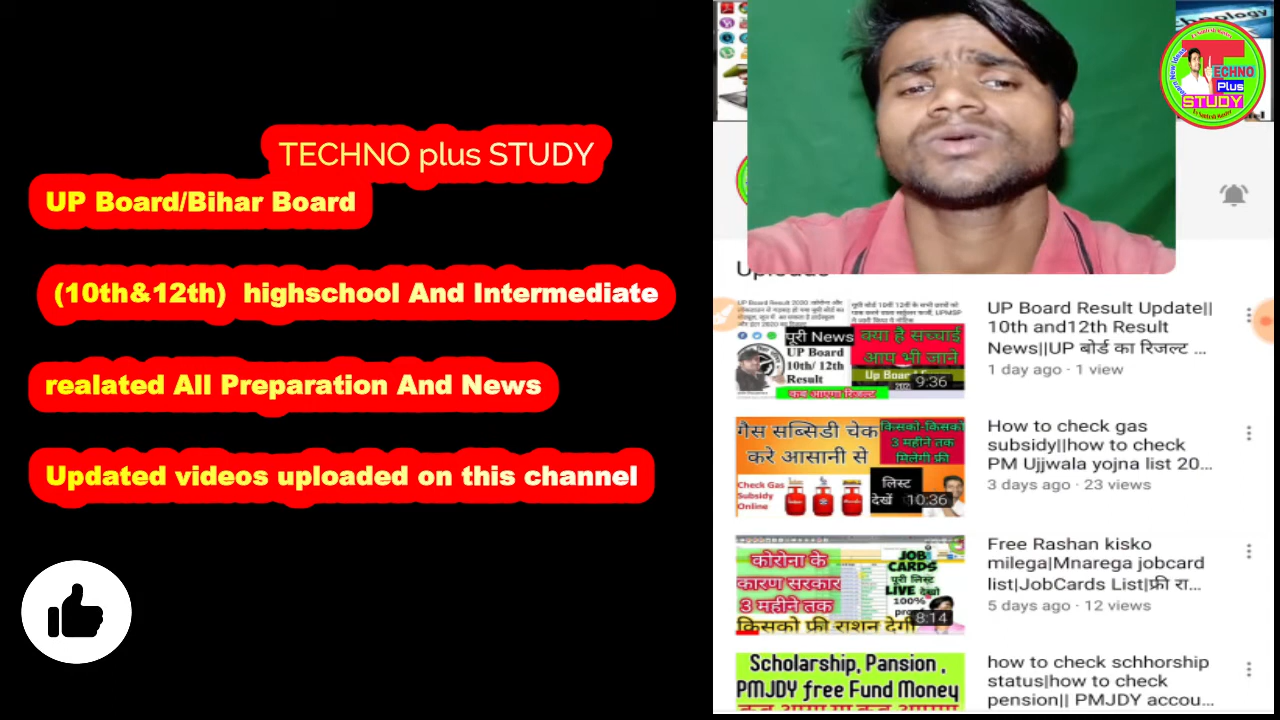 TECHNO plus STUDY
UP Board/Bihar Board
(10th&12th) highschool And Intermediate
realated All Preparation And News
Updated videos uploaded on this channel
TECHNO
Plus
STUDY
UP Board Result Update||
10th and12th Result
News||UP बोर्ड का रिजल्ट ...
1 day ago · 1 view
पूरी News
UP Board
10th/ 12th
Result
क्या है सच्चाई
आप भी जाने
9:36
How to check gas
subsidy||how to check
PM Ujjwala yojna list 20...
3 days ago · 23 views
गैस सब्सिडी चेक
करे आसानी से
किसको-किसको
3 महीने तक
मिलेगी फ्री
Check Gas
Subsidy
Online
लिस्ट
देखें
10:36
Free Rashan kisko
milega|Mnarega jobcard
list|JobCards List|फ्री रा...
5 days ago · 12 views
कोरोना के
कारण सरकार
3 महीने तक
किसको फ्री राशन देगी
JOB
CARDS
पूरी लिस्ट
LIVE देखो
100%
8:14
how to check schhorship
status|how to check
pension|| PMJDY accou...
Scholarship, Pansion ,
PMJDY free Fund Money